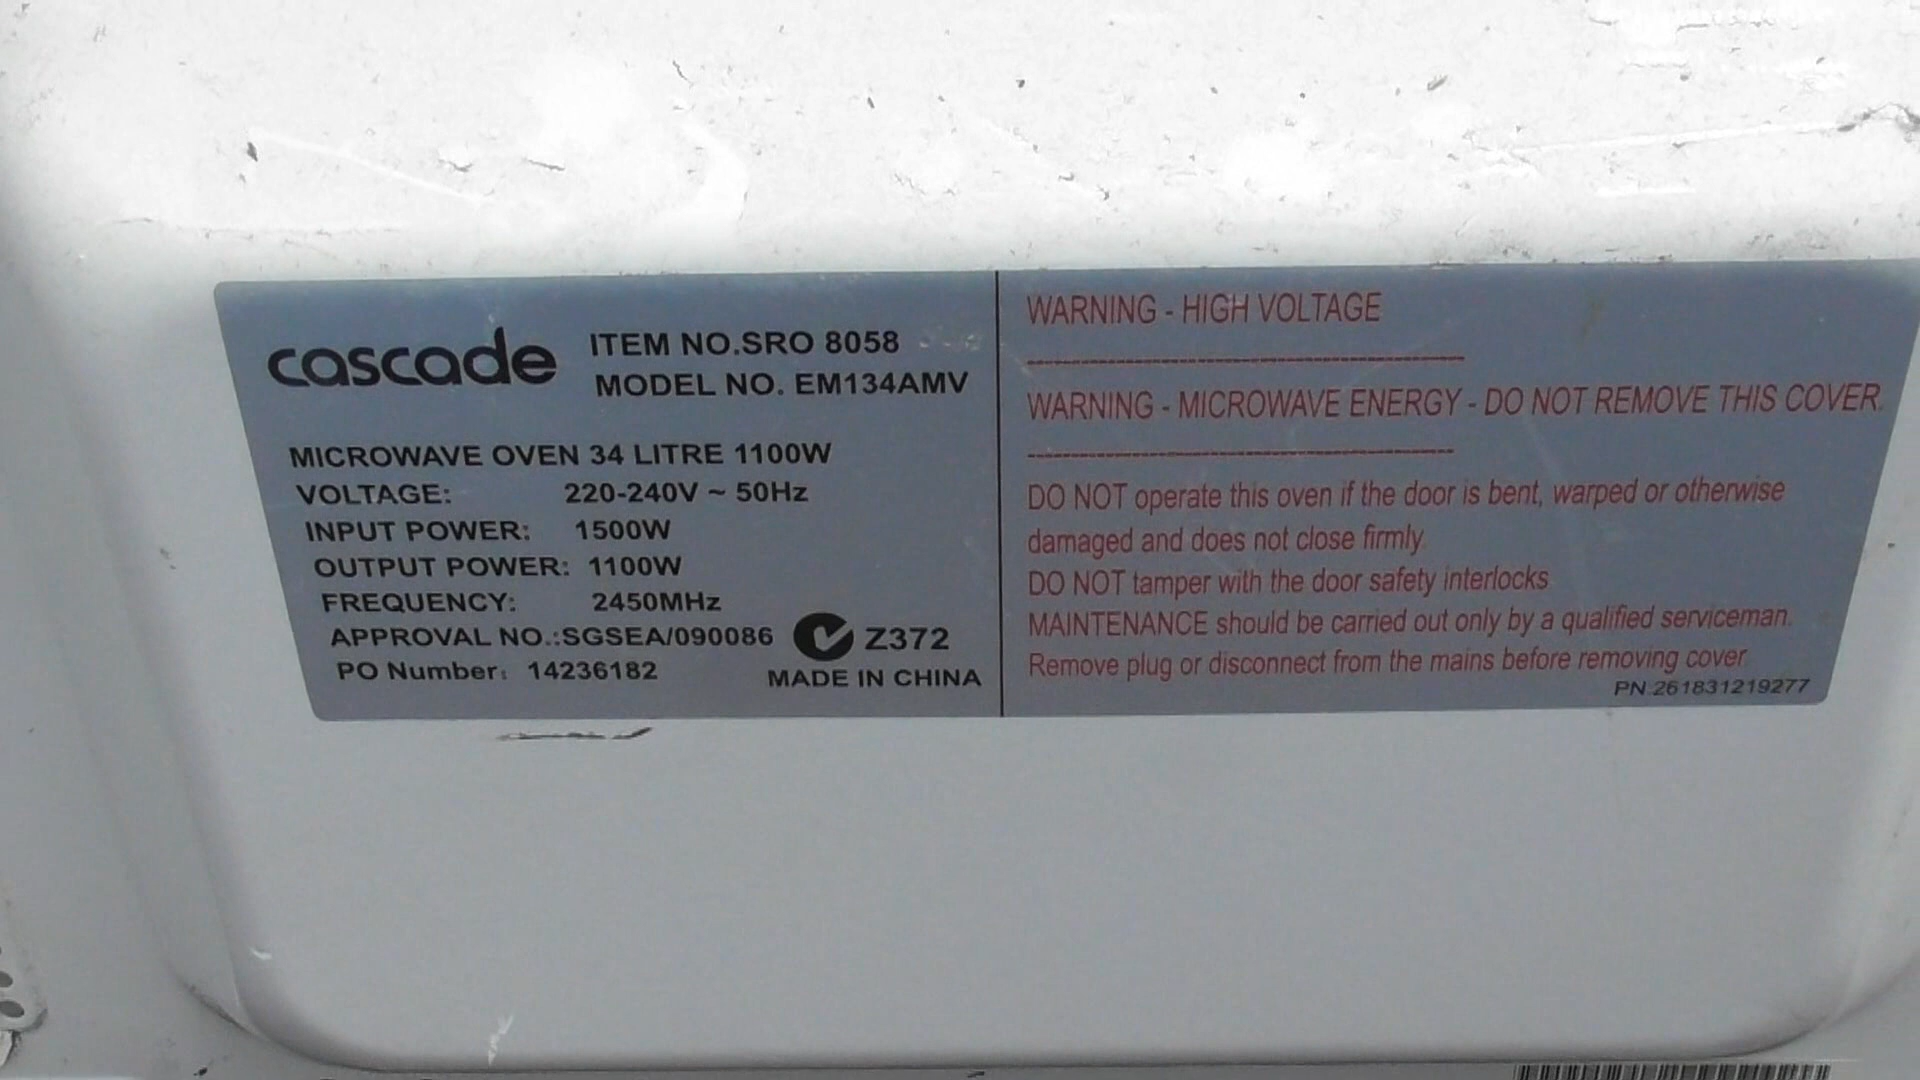 cascade
ITEM NO.SRO 8058
MODEL NO. EM134AMV
MICROWAVE OVEN 34 LITRE 1100W
VOLTAGE: 220-240V ~ 50Hz
INPUT POWER: 1500W
OUTPUT POWER: 1100W
FREQUENCY: 2450MHz
APPROVAL NO.:SGSEA/090086 Z372
PO Number: 14236182 MADE IN CHINA
WARNING - HIGH VOLTAGE
WARNING - MICROWAVE ENERGY - DO NOT REMOVE THIS COVER.
DO NOT operate this oven if the door is bent, warped or otherwise
damaged and does not close firmly.
DO NOT tamper with the door safety interlocks
MAINTENANCE should be carried out only by a qualified serviceman.
Remove plug or disconnect from the mains before removing cover
PN.261831219277